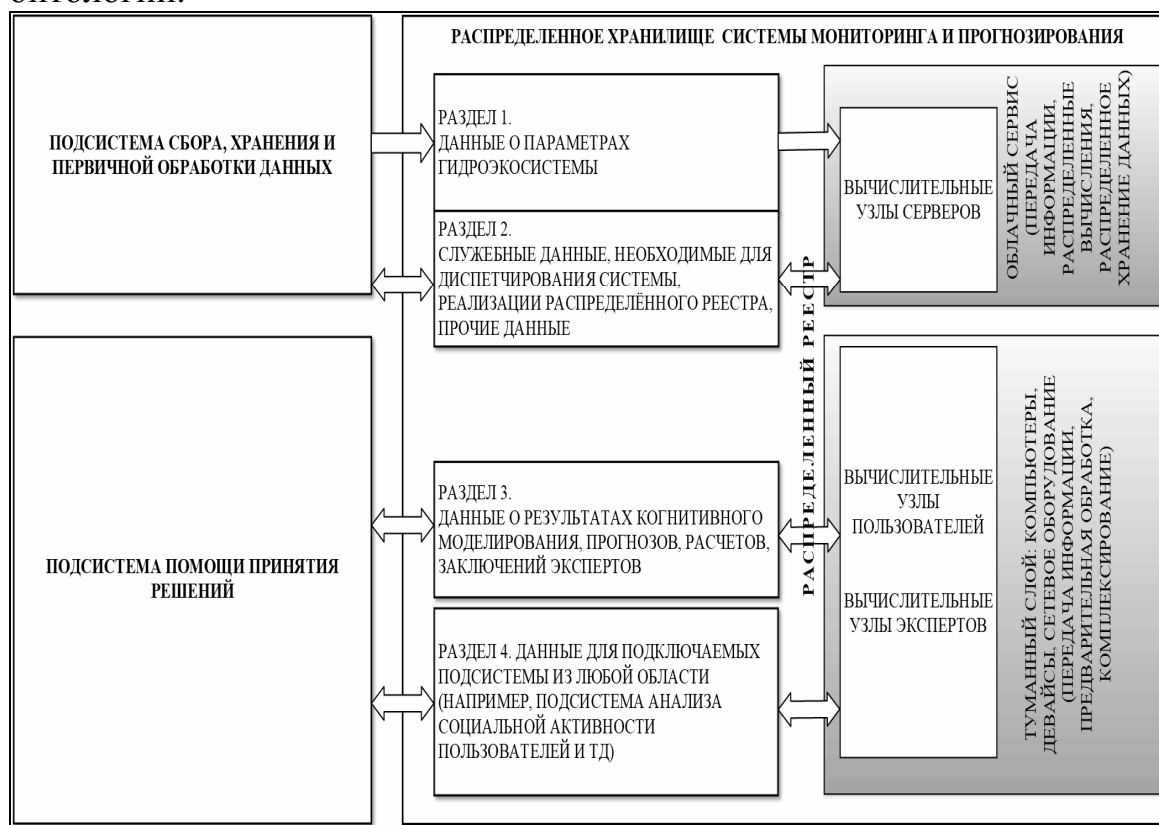 РАСПРЕДЕЛЕННОЕ ХРАНИЛИЩЕ СИСТЕМЫ МОНИТОРИНГА И ПРОГНОЗИРОВАНИЯ
ПОДСИСТЕМА СБОРА, ХРАНЕНИЯ И
ПЕРВИЧНОЙ ОБРАБОТКИ ДАННЫХ
РАЗДЕЛ 1.
ДАННЫЕ О ПАРАМЕТРАХ
ГИДРОЭКОСИСТЕМЫ
РАЗДЕЛ 2.
СЛУЖЕБНЫЕ ДАННЫЕ, НЕОБХОДИМЫЕ ДЛЯ
ДИСПЕТЧИРОВАНИЯ СИСТЕМЫ,
РЕАЛИЗАЦИИ РАСПРЕДЕЛЁННОГО РЕЕСТРА,
ПРОЧИЕ ДАННЫЕ
ВЫЧИСЛИТЕЛЬНЫЕ
УЗЛЫ СЕРВЕРОВ
ОБЛАЧНЫЙ СЕРВИС
(ПЕРЕДАЧА
ИНФОРМАЦИИ,
РАСПРЕДЕЛЕННЫЕ
ВЫЧИСЛЕНИЯ,
РАСПРЕДЕЛЕННОЕ
ХРАНЕНИЕ ДАННЫХ)
РАСПРЕДЕЛЕННЫЙ РЕЕСТР
ПОДСИСТЕМА ПОМОЩИ ПРИНЯТИЯ
РЕШЕНИЙ
РАЗДЕЛ 3.
ДАННЫЕ О РЕЗУЛЬТАТАХ КОГНИТИВНОГО
МОДЕЛИРОВАНИЯ, ПРОГНОЗОВ, РАСЧЕТОВ,
ЗАКЛЮЧЕНИЙ ЭКСПЕРТОВ
РАЗДЕЛ 4. ДАННЫЕ ДЛЯ ПОДКЛЮЧАЕМЫХ
ПОДСИСТЕМЫ ИЗ ЛЮБОЙ ОБЛАСТИ
(НАПРИМЕР, ПОДСИСТЕМА АНАЛИЗА
СОЦИАЛЬНОЙ АКТИВНОСТИ
ПОЛЬЗОВАТЕЛЕЙ И ТД)
ВЫЧИСЛИТЕЛЬНЫЕ
УЗЛЫ
ПОЛЬЗОВАТЕЛЕЙ
ВЫЧИСЛИТЕЛЬНЫЕ
УЗЛЫ ЭКСПЕРТОВ
ТУМАННЫЙ СЛОЙ: КОМПЬЮТЕРЫ,
ДЕВАЙСЫ, СЕТЕВОЕ ОБОРУДОВАНИЕ
(ПЕРЕДАЧА ИНФОРМАЦИИ,
ПРЕДВАРИТЕЛЬНАЯ ОБРАБОТКА,
КОМПЛЕКСИРОВАНИЕ)